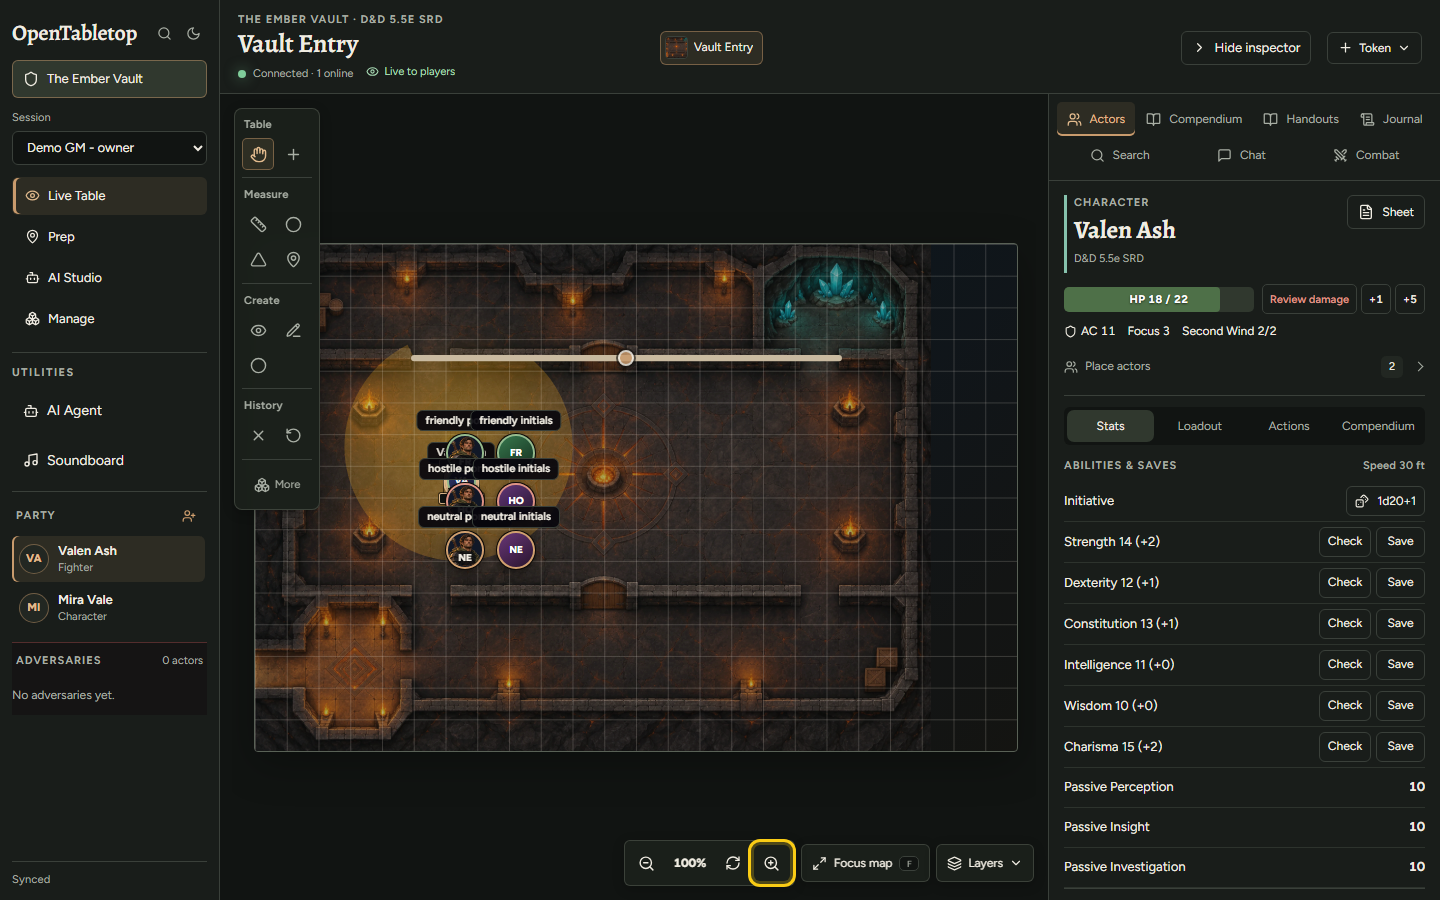 OpenTabletop
The Ember Vault
Session
Demo GM - owner
Live Table
Prep
AI Studio
Manage
UTILITIES
AI Agent
Soundboard
PARTY
VA
Valen Ash
Fighter
MI
Mira Vale
Character
ADVERSARIES
0 actors
No adversaries yet.
Synced
THE EMBER VAULT · D&D 5.5E SRD
Vault Entry
Connected · 1 online
Live to players
Vault Entry
Hide inspector
Token
Table
Measure
Create
History
More
friendly
friendly initials
FR
hostile
hostile initials
HO
neutral
neutral initials
NE
NE
100%
Focus map
F
Layers
Actors
Compendium
Handouts
Journal
Search
Chat
Combat
CHARACTER
Valen Ash
D&D 5.5e SRD
Sheet
HP 18 / 22
Review damage
+1
+5
AC 11
Focus 3
Second Wind 2/2
Place actors
2
Stats
Loadout
Actions
Compendium
ABILITIES & SAVES
Speed 30 ft
Initiative
1d20+1
Strength 14 (+2)
Check
Save
Dexterity 12 (+1)
Check
Save
Constitution 13 (+1)
Check
Save
Intelligence 11 (+0)
Check
Save
Wisdom 10 (+0)
Check
Save
Charisma 15 (+2)
Check
Save
Passive Perception
10
Passive Insight
10
Passive Investigation
10